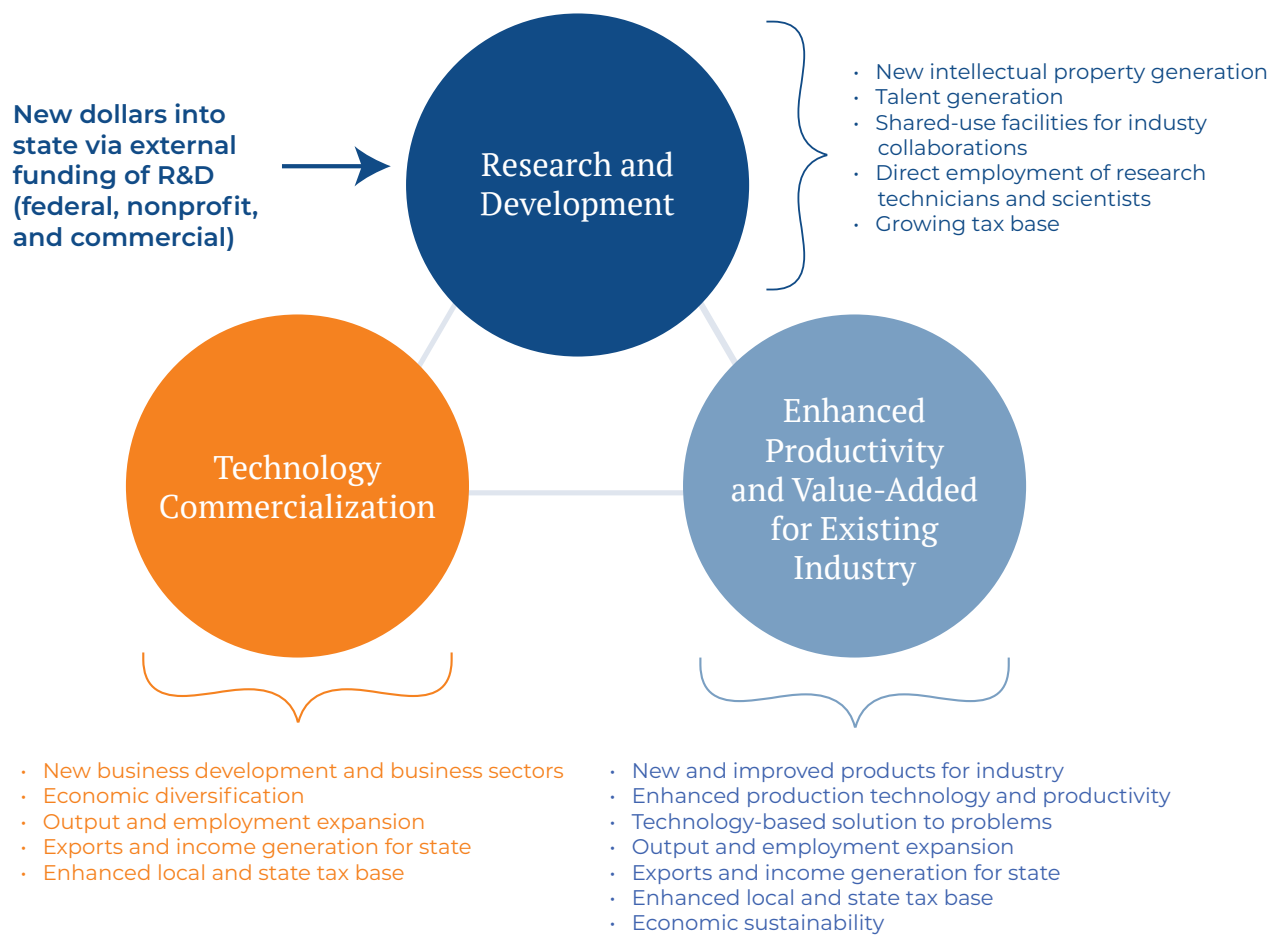 New dollars into
state via external
funding of R&D
(federal, nonprofit,
and commercial)
Research and
Development
• New intellectual property generation
• Talent generation
• Shared-use facilities for industy
collaborations
• Direct employment of research
technicians and scientists
• Growing tax base
Technology
Commercialization
Enhanced
Productivity
and Value-Added
for Existing
Industry
• New business development and business sectors
• Economic diversification
• Output and employment expansion
• Exports and income generation for state
• Enhanced local and state tax base
• New and improved products for industry
• Enhanced production technology and productivity
• Technology-based solution to problems
• Output and employment expansion
• Exports and income generation for state
• Enhanced local and state tax base
• Economic sustainability